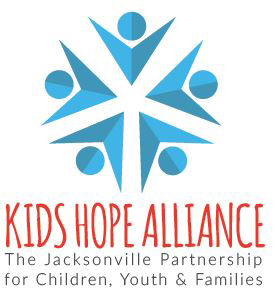 KIDS HOPE ALLIANCE
The Jacksonville Partnership
for Children, Youth & Families